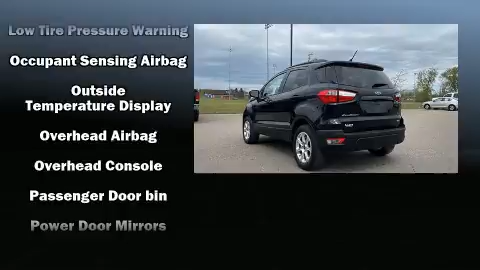 Low Tire Pressure Warning
Occupant Sensing Airbag
Outside
Temperature Display
Overhead Airbag
Overhead Console
Passenger Door bin
Power Door Mirrors